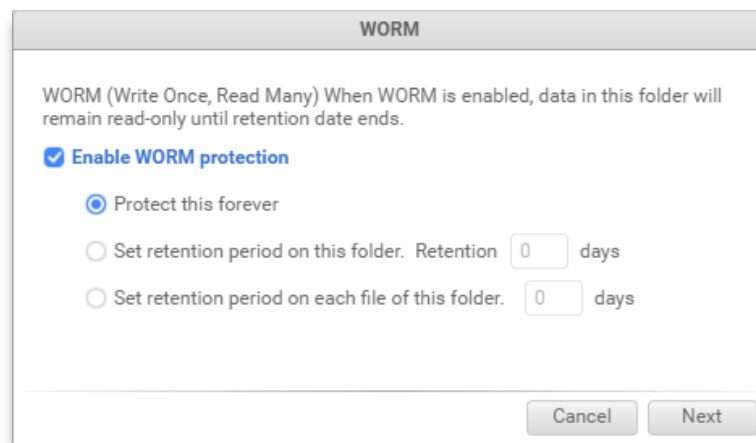 WORM
WORM (Write Once, Read Many) When WORM is enabled, data in this folder will
remain read-only until retention date ends.
Enable WORM protection
Protect this forever
Set retention period on this folder. Retention 0 days
Set retention period on each file of this folder. 0 days
Cancel Next